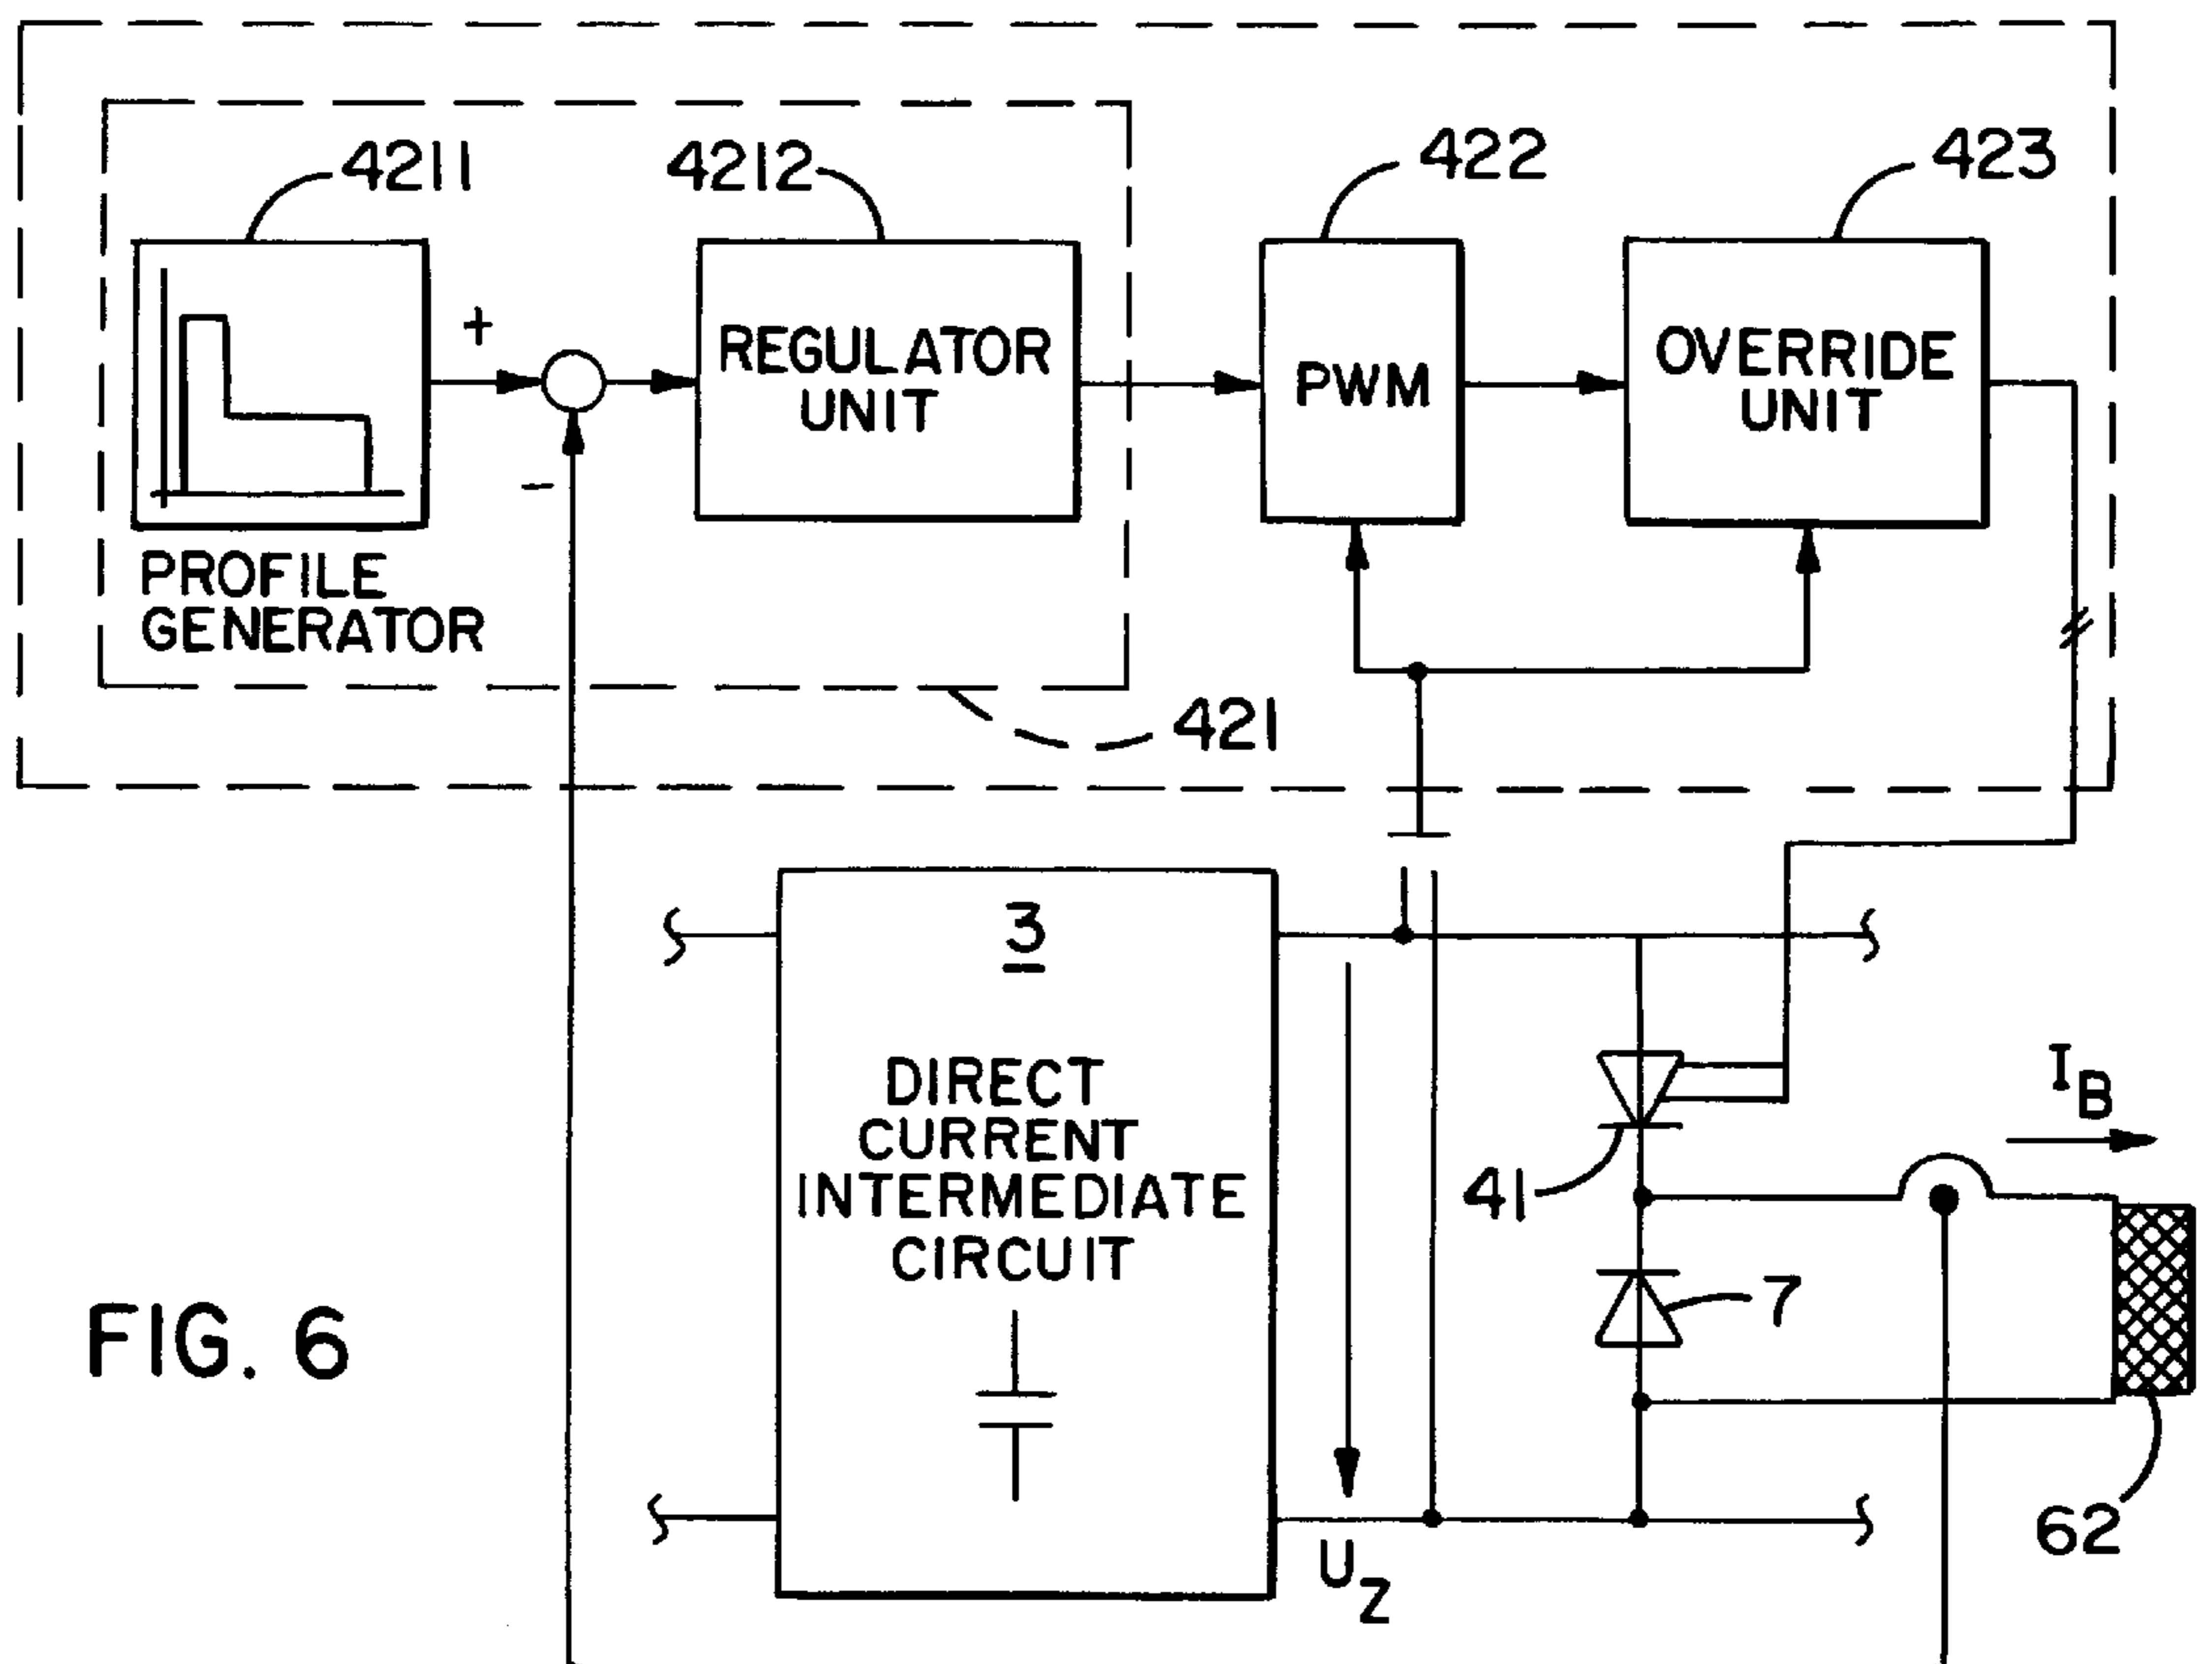 4211
4212
422
423
+
-
REGULATOR
UNIT
PWM
OVERRIDE
UNIT
PROFILE
GENERATOR
421
3
DIRECT
CURRENT
INTERMEDIATE
CIRCUIT
I_B
41
7
62
U_Z
FIG. 6